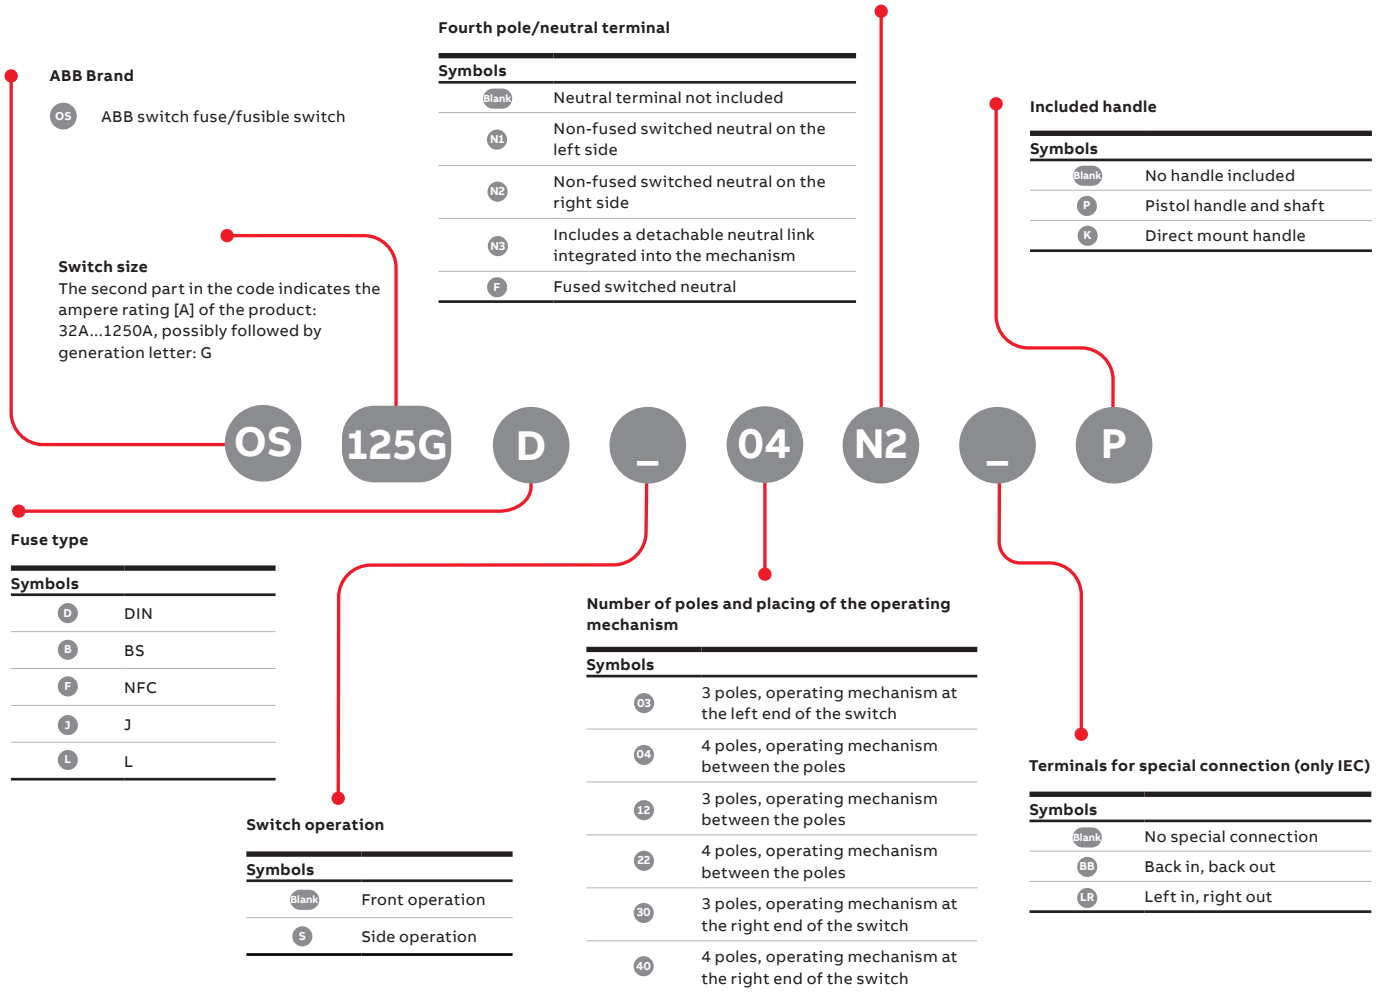 Fourth pole/neutral terminal
Symbols
Blank Neutral terminal not included
N1 Non-fused switched neutral on the
left side
N2 Non-fused switched neutral on the
right side
N3 Includes a detachable neutral link
integrated into the mechanism
F Fused switched neutral
ABB Brand
OS ABB switch fuse/fusible switch
Included handle
Symbols
Blank No handle included
P Pistol handle and shaft
K Direct mount handle
Switch size
The second part in the code indicates the
ampere rating [A] of the product:
32A...1250A, possibly followed by
generation letter: G
OS 125G D _ 04 N2 _ P
Fuse type
Symbols
D DIN
B BS
F NFC
J J
L L
Switch operation
Symbols
Blank Front operation
S Side operation
Number of poles and placing of the operating
mechanism
Symbols
03 3 poles, operating mechanism at
the left end of the switch
04 4 poles, operating mechanism
between the poles
12 3 poles, operating mechanism
between the poles
22 4 poles, operating mechanism
between the poles
30 3 poles, operating mechanism at
the right end of the switch
40 4 poles, operating mechanism at
the right end of the switch
Terminals for special connection (only IEC)
Symbols
Blank No special connection
BB Back in, back out
LR Left in, right out